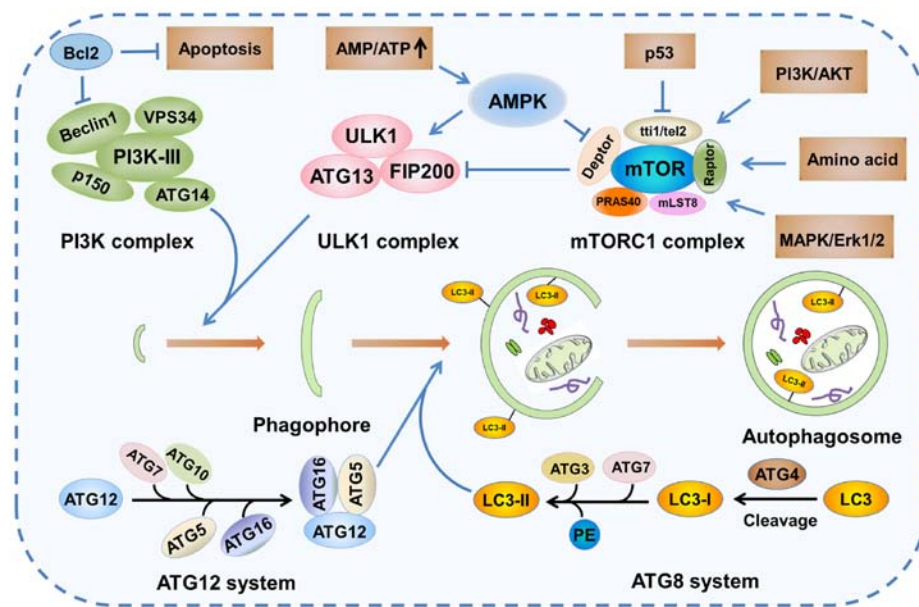 Bcl2
Apoptosis
AMP/ATP
p53
PI3K/AKT
AMPK
Beclin1
VPS34
PI3K-III
p150
ATG14
ULK1
ATG13
FIP200
Deptor
tti1/tel2
mTOR
Raptor
PRAS40
mLST8
Amino acid
MAPK/Erk1/2
PI3K complex
ULK1 complex
mTORC1 complex
LC3-II
LC3-II
LC3-II
LC3-II
LC3-II
Phagophore
Autophagosome
ATG12
ATG7
ATG10
ATG5
ATG16
ATG16
ATG5
ATG12
LC3-II
ATG3
ATG7
PE
LC3-I
ATG4
Cleavage
LC3
ATG12 system
ATG8 system